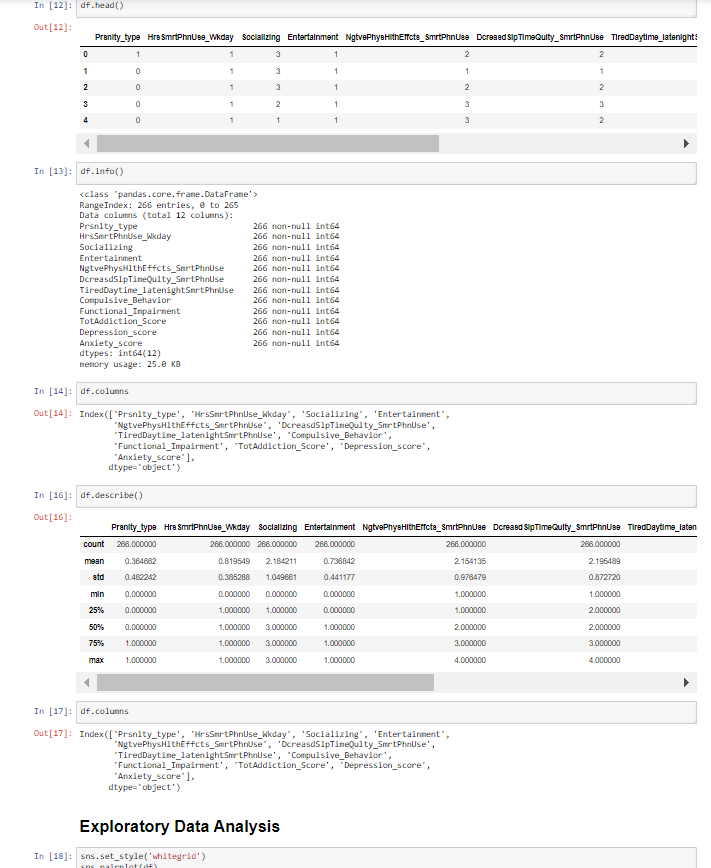 In [12]: df.head()
Out[12]:
Prsnlty_type HrsSmrtPhnUse_Wkday Socializing Entertainment NgtvePhysHlthEffcts_SmrtPhnUse DcreasdSlpTimeQulty_SmrtPhnUse TiredDaytime_latenightS
0 1 1 3 1 2 2
1 0 1 3 1 1 1
2 0 1 3 1 2 2
3 0 1 2 1 3 3
4 0 1 1 1 3 2
In [13]: df.info()
<class 'pandas.core.frame.DataFrame'>
RangeIndex: 266 entries, 0 to 265
Data columns (total 12 columns):
Prsnlty_type 266 non-null int64
HrsSmrtPhnUse_Wkday 266 non-null int64
Socializing 266 non-null int64
Entertainment 266 non-null int64
NgtvePhysHlthEffcts_SmrtPhnUse 266 non-null int64
DcreasdSlpTimeQulty_SmrtPhnUse 266 non-null int64
TiredDaytime_latenightSmrtPhnUse 266 non-null int64
Compulsive_Behavior 266 non-null int64
Functional_Impairment 266 non-null int64
TotAddiction_Score 266 non-null int64
Depression_score 266 non-null int64
Anxiety_score 266 non-null int64
dtypes: int64(12)
memory usage: 25.0 KB
In [14]: df.columns
Out[14]: Index(['Prsnlty_type', 'HrsSmrtPhnUse_Wkday', 'Socializing', 'Entertainment',
'NgtvePhysHlthEffcts_SmrtPhnUse', 'DcreasdSlpTimeQulty_SmrtPhnUse',
'TiredDaytime_latenightSmrtPhnUse', 'Compulsive_Behavior',
'Functional_Impairment', 'TotAddiction_Score', 'Depression_score',
'Anxiety_score'],
dtype='object')
In [16]: df.describe()
Out[16]:
Prsnlty_type HrsSmrtPhnUse_Wkday Socializing Entertainment NgtvePhysHlthEffcts_SmrtPhnUse DcreasdSlpTimeQulty_SmrtPhnUse TiredDaytime_laten
count 266.000000 266.000000 266.000000 266.000000 266.000000 266.000000
mean 0.364662 0.819549 2.184211 0.736842 2.154135 2.195489
std 0.482242 0.385286 1.049661 0.441177 0.976479 0.872720
min 0.000000 0.000000 0.000000 0.000000 1.000000 1.000000
25% 0.000000 1.000000 1.000000 0.000000 1.000000 2.000000
50% 0.000000 1.000000 3.000000 1.000000 2.000000 2.000000
75% 1.000000 1.000000 3.000000 1.000000 3.000000 3.000000
max 1.000000 1.000000 3.000000 1.000000 4.000000 4.000000
In [17]: df.columns
Out[17]: Index(['Prsnlty_type', 'HrsSmrtPhnUse_Wkday', 'Socializing', 'Entertainment',
'NgtvePhysHlthEffcts_SmrtPhnUse', 'DcreasdSlpTimeQulty_SmrtPhnUse',
'TiredDaytime_latenightSmrtPhnUse', 'Compulsive_Behavior',
'Functional_Impairment', 'TotAddiction_Score', 'Depression_score',
'Anxiety_score'],
dtype='object')
Exploratory Data Analysis
In [18]: sns.set_style('whitegrid')
sns.pairplot(df)